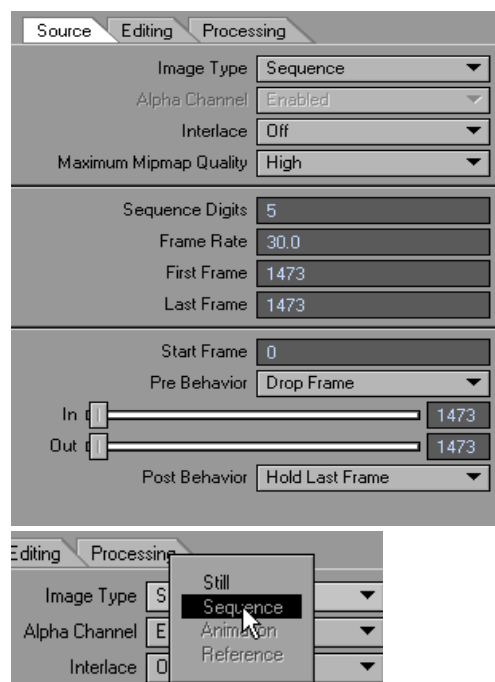 Source Editing Processing
Image Type Sequence
Alpha Channel Enabled
Interlace Off
Maximum Mipmap Quality High
Sequence Digits 5
Frame Rate 30.0
First Frame 1473
Last Frame 1473
Start Frame 0
Pre Behavior Drop Frame
In 1473
Out 1473
Post Behavior Hold Last Frame
Editing Processing
Still
Image Type S Sequence
Alpha Channel E Animation
Interlace O Reference